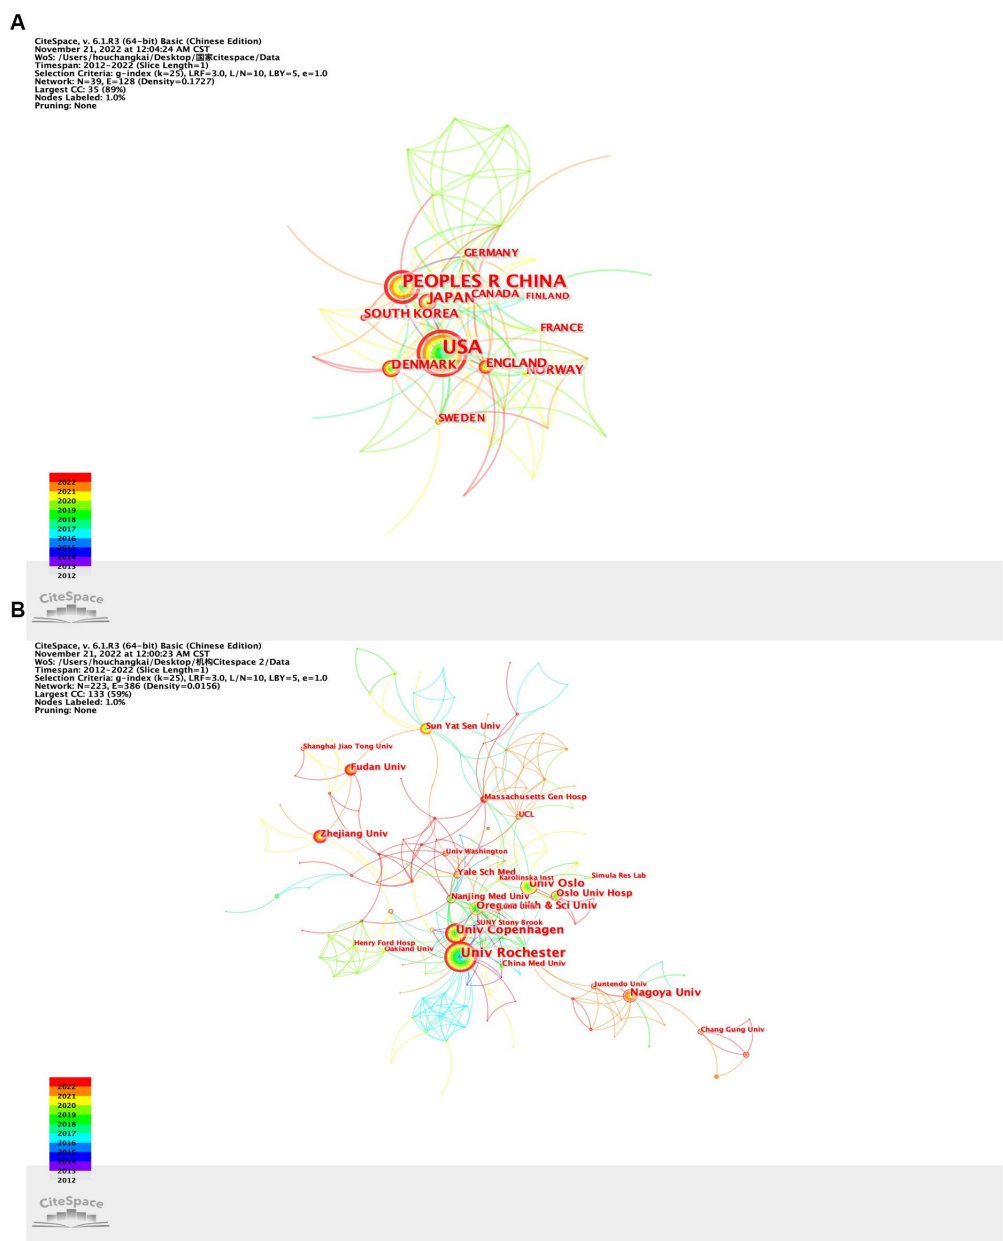 A
CiteSpace, v. 6.1.R3 (64-bit) Basic (Chinese Edition)
November 21, 2022 at 12:04:24 AM CST
WoS: /Users/houchangkai/Desktop/国家citespace/Data
Timespan: 2012-2022 (Slice Length=1)
Selection Criteria: g-index (k=25), LRF=3.0, L/N=10, LBY=5, e=1.0
Network: N=39, E=128 (Density=0.1727)
Largest CC: 35 (89%)
Nodes Labeled: 1.0%
Pruning: None
GERMANY
PEOPLES R CHINA
JAPAN
CANADA
FINLAND
SOUTH KOREA
FRANCE
USA
DENMARK
ENGLAND
NORWAY
SWEDEN
2022
2021
2020
2019
2018
2017
2016
2015
2014
2013
2012
CiteSpace
B
CiteSpace, v. 6.1.R3 (64-bit) Basic (Chinese Edition)
November 21, 2022 at 12:00:23 AM CST
WoS: /Users/houchangkai/Desktop/机构Citespace 2/Data
Timespan: 2012-2022 (Slice Length=1)
Selection Criteria: g-index (k=25), LRF=3.0, L/N=10, LBY=5, e=1.0
Network: N=223, E=386 (Density=0.0156)
Largest CC: 133 (59%)
Nodes Labeled: 1.0%
Pruning: None
Sun Yat Sen Univ
Shanghai Jiao Tong Univ
Fudan Univ
Massachusetts Gen Hosp
UCL
Zhejiang Univ
Univ Washington
Yale Sch Med
Karolinska Inst
Simula Res Lab
Univ Oslo
Oslo Univ Hosp
Nanjing Med Univ
& Sci Univ
SUNY Stony Brook
Univ Copenhagen
Henry Ford Hosp
Oakland Univ
Univ Rochester
China Med Univ
Juntendo Univ
Nagoya Univ
Chang Gung Univ
2022
2021
2020
2019
2018
2017
2016
2015
2014
2013
2012
CiteSpace